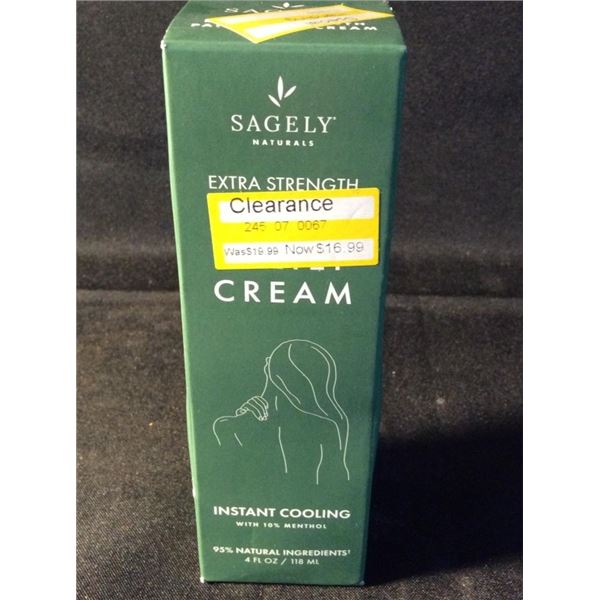 CREAM
SAGELY
NATURALS
EXTRA STRENGTH
Clearance
245 07 0067
Was$19.99 Now$16.99
CREAM
INSTANT COOLING
WITH 10% MENTHOL
95% NATURAL INGREDIENTS†
4 FL OZ / 118 ML